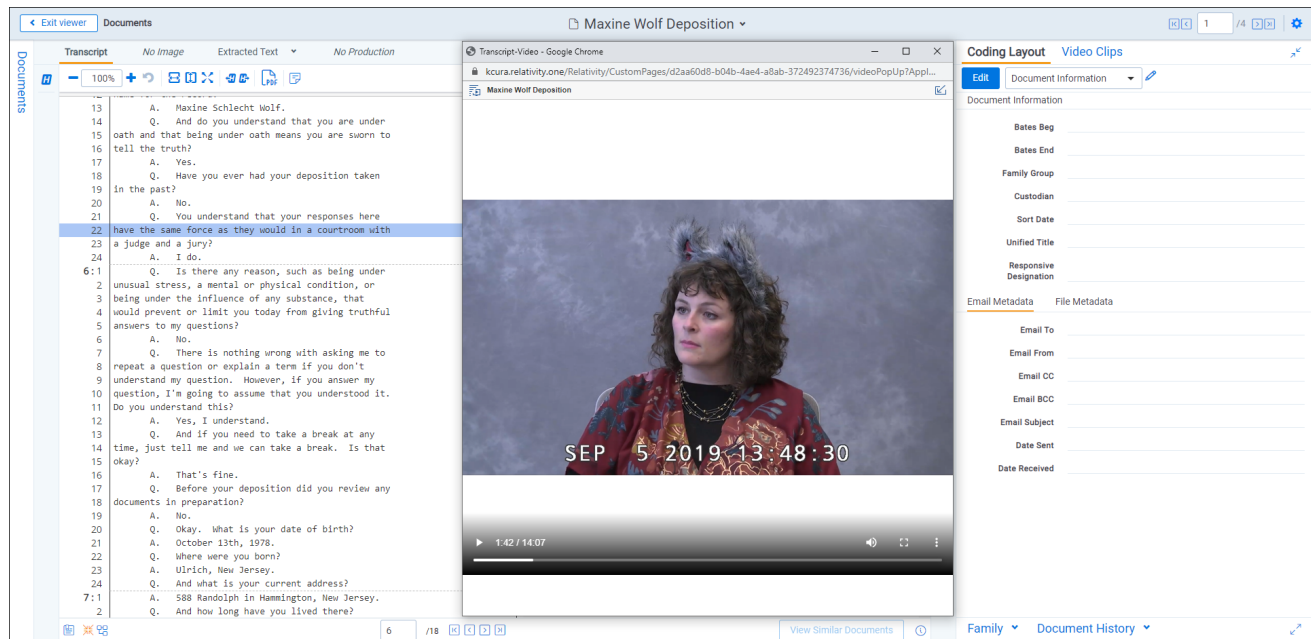 Exit viewer
Documents
Maxine Wolf Deposition
1 /4
Documents
Transcript No Image Extracted Text No Production
100%
13 A. Maxine Schlecht Wolf.
14 Q. And do you understand that you are under
15 oath and that being under oath means you are sworn to
16 tell the truth?
17 A. Yes.
18 Q. Have you ever had your deposition taken
19 in the past?
20 A. No.
21 Q. You understand that your responses here
22 have the same force as they would in a courtroom with
23 a judge and a jury?
24 A. I do.
6:1 Q. Is there any reason, such as being under
2 unusual stress, a mental or physical condition, or
3 being under the influence of any substance, that
4 would prevent or limit you today from giving truthful
5 answers to my questions?
6 A. No.
7 Q. There is nothing wrong with asking me to
8 repeat a question or explain a term if you don't
9 understand my question. However, if you answer my
10 question, I'm going to assume that you understood it.
11 Do you understand this?
12 A. Yes, I understand.
13 Q. And if you need to take a break at any
14 time, just tell me and we can take a break. Is that
15 okay?
16 A. That's fine.
17 Q. Before your deposition did you review any
18 documents in preparation?
19 A. No.
20 Q. Okay. What is your date of birth?
21 A. October 13th, 1978.
22 Q. Where were you born?
23 A. Ulrich, New Jersey.
24 Q. And what is your current address?
7:1 A. 588 Randolph in Hammington, New Jersey.
2 Q. And how long have you lived there?
6 /18
View Similar Documents
Transcript-Video - Google Chrome
kcura.relativity.one/Relativity/CustomPages/d2aa60d8-b04b-4ae4-a8ab-372492374736/videoPopUp?Appl...
Maxine Wolf Deposition
SEP 5 2019 13:48:30
1:42 / 14:07
Coding Layout Video Clips
Edit Document Information
Document Information
Bates Beg
Bates End
Family Group
Custodian
Sort Date
Unified Title
Responsive
Designation
Email Metadata File Metadata
Email To
Email From
Email CC
Email BCC
Email Subject
Date Sent
Date Received
Family Document History